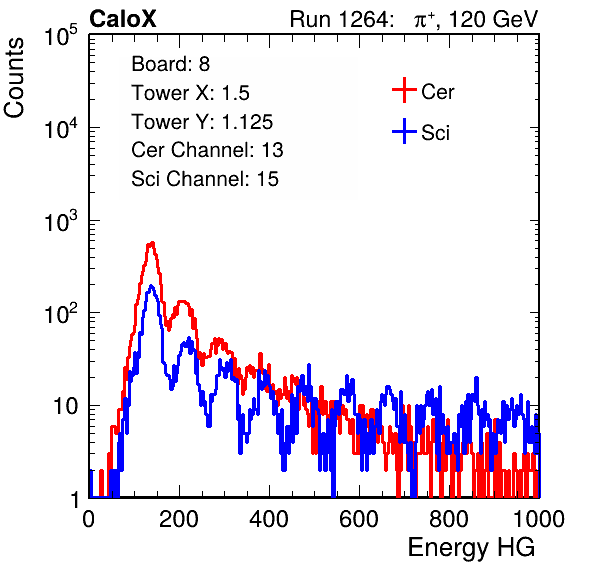 CaloX Run 1264: π⁺, 120 GeV
Counts
10⁵
10⁴
10³
10²
10
1
Board: 8
Tower X: 1.5
Tower Y: 1.125
Cer Channel: 13
Sci Channel: 15
Cer
Sci
0 200 400 600 800 1000
Energy HG